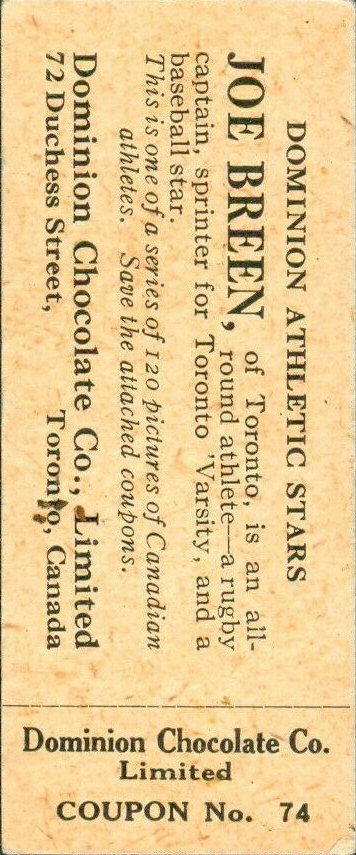 DOMINION ATHLETIC STARS
JOE BREEN, of Toronto, is an all-
round athlete—a rugby
captain, sprinter for Toronto 'Varsity, and a
baseball star.
This is one of a series of 120 pictures of Canadian
athletes. Save the attached coupons.
Dominion Chocolate Co., Limited
72 Duchess Street, Toronto, Canada
Dominion Chocolate Co.
Limited
COUPON No. 74